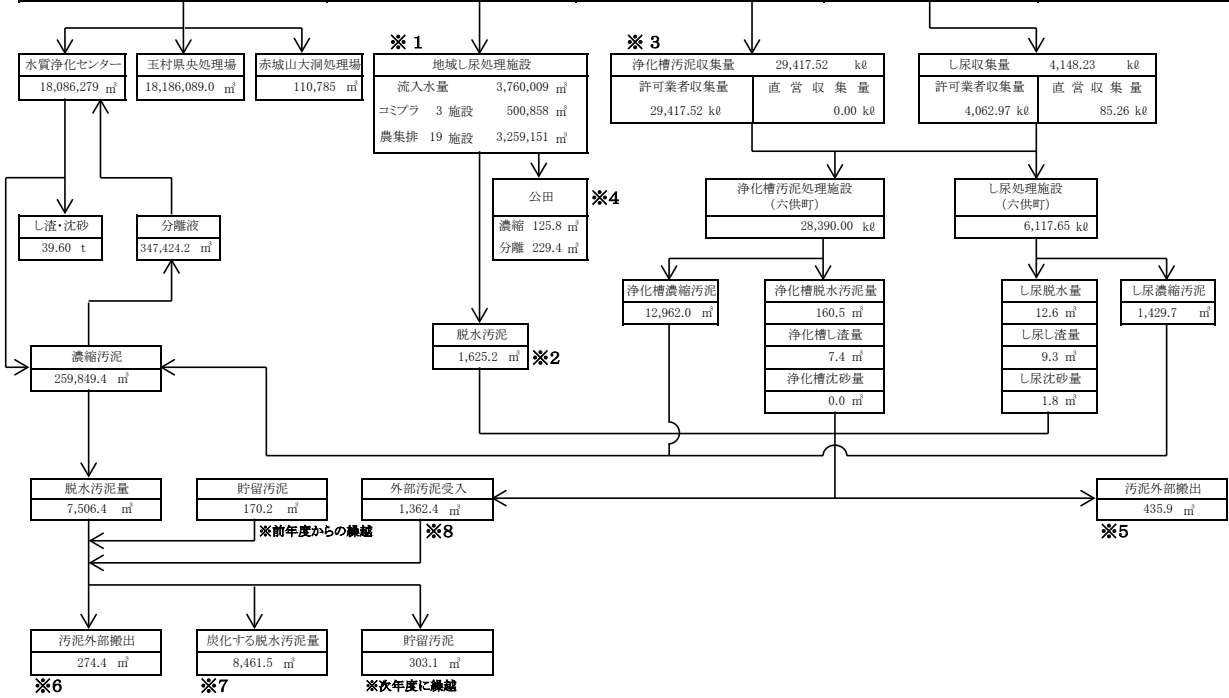 ※１
※３
水質浄化センター
18,086,279 ㎥
玉村県央処理場
18,186,089.0 ㎥
赤城山大洞処理場
110,785 ㎥
地域し尿処理施設
流入水量 3,760,009 ㎥
コミプラ 3 施設 500,858 ㎥
農集排 19 施設 3,259,151 ㎥
浄化槽汚泥収集量 29,417.52 kℓ
許可業者収集量 直営収集量
29,417.52 kℓ 0.00 kℓ
し尿収集量 4,148.23 kℓ
許可業者収集量 直営収集量
4,062.97 kℓ 85.26 kℓ
し渣・沈砂
39.60 t
分離液
347,424.2 ㎥
公田
濃縮 125.8 ㎥
分離 229.4 ㎥
※4
浄化槽汚泥処理施設
(六供町)
28,390.00 kℓ
し尿処理施設
(六供町)
6,117.65 kℓ
浄化槽濃縮汚泥
12,962.0 ㎥
浄化槽脱水汚泥量
160.5 ㎥
浄化槽し渣量
7.4 ㎥
浄化槽沈砂量
0.0 ㎥
し尿脱水量
12.6 ㎥
し尿し渣量
9.3 ㎥
し尿沈砂量
1.8 ㎥
し尿濃縮汚泥
1,429.7 ㎥
脱水汚泥
1,625.2 ㎥
※2
濃縮汚泥
259,849.4 ㎥
脱水汚泥量
7,506.4 ㎥
貯留汚泥
170.2 ㎥
※前年度からの繰越
外部汚泥受入
1,362.4 ㎥
※8
汚泥外部搬出
435.9 ㎥
※5
汚泥外部搬出
274.4 ㎥
※6
炭化する脱水汚泥量
8,461.5 ㎥
※7
貯留汚泥
303.1 ㎥
※次年度に繰越